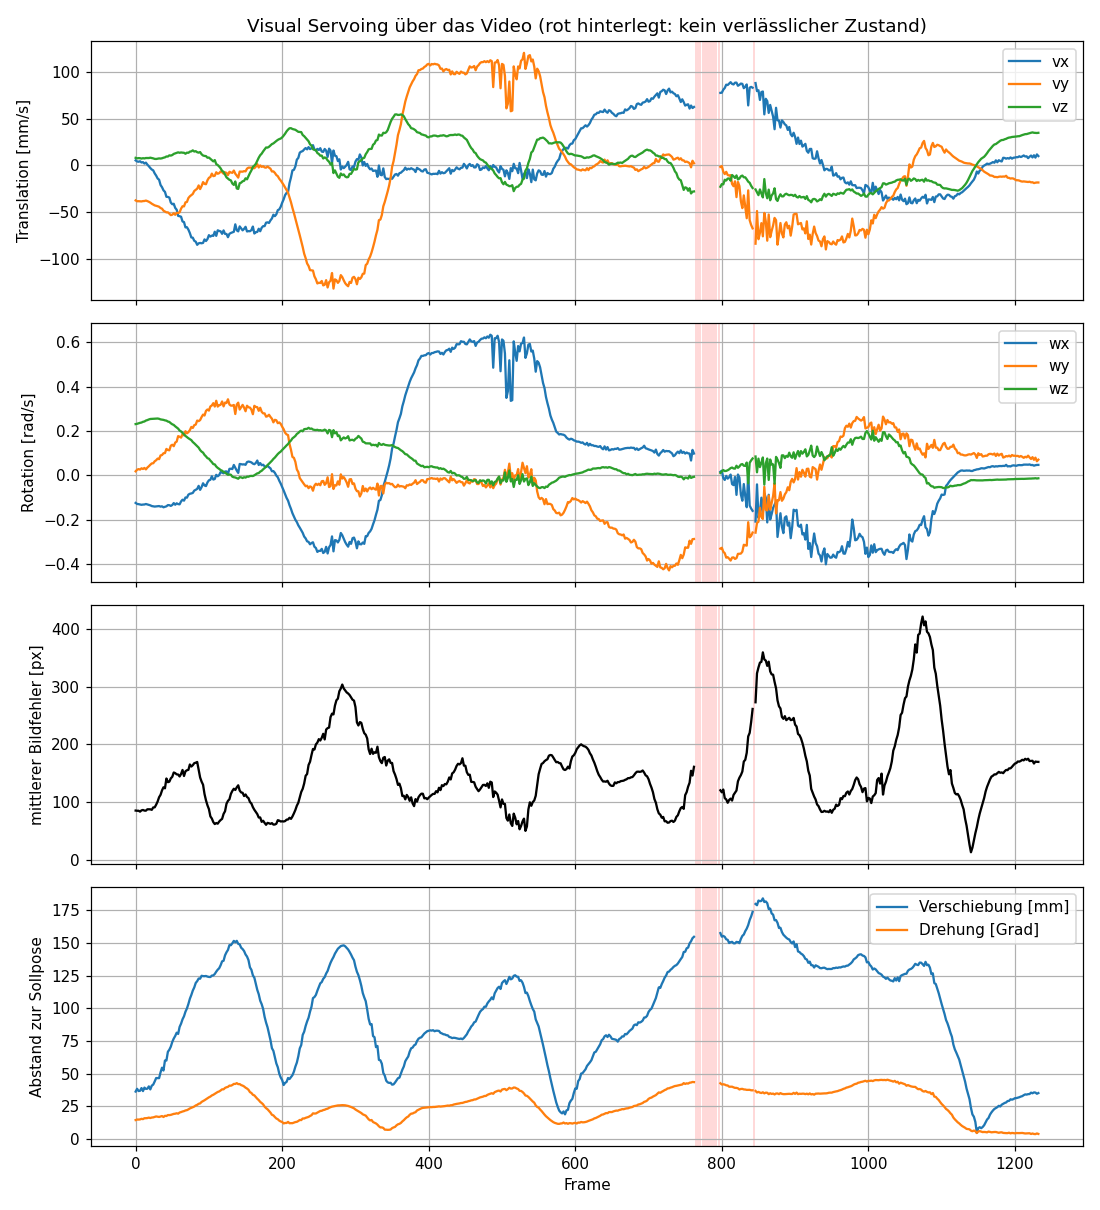 Visual Servoing über das Video (rot hinterlegt: kein verlässlicher Zustand)
Translation [mm/s]
100
50
0
−50
−100
vx
vy
vz
Rotation [rad/s]
0.6
0.4
0.2
0.0
−0.2
−0.4
wx
wy
wz
mittlerer Bildfehler [px]
400
300
200
100
0
Abstand zur Sollpose
175
150
125
100
75
50
25
0
Verschiebung [mm]
Drehung [Grad]
0 200 400 600 800 1000 1200
Frame